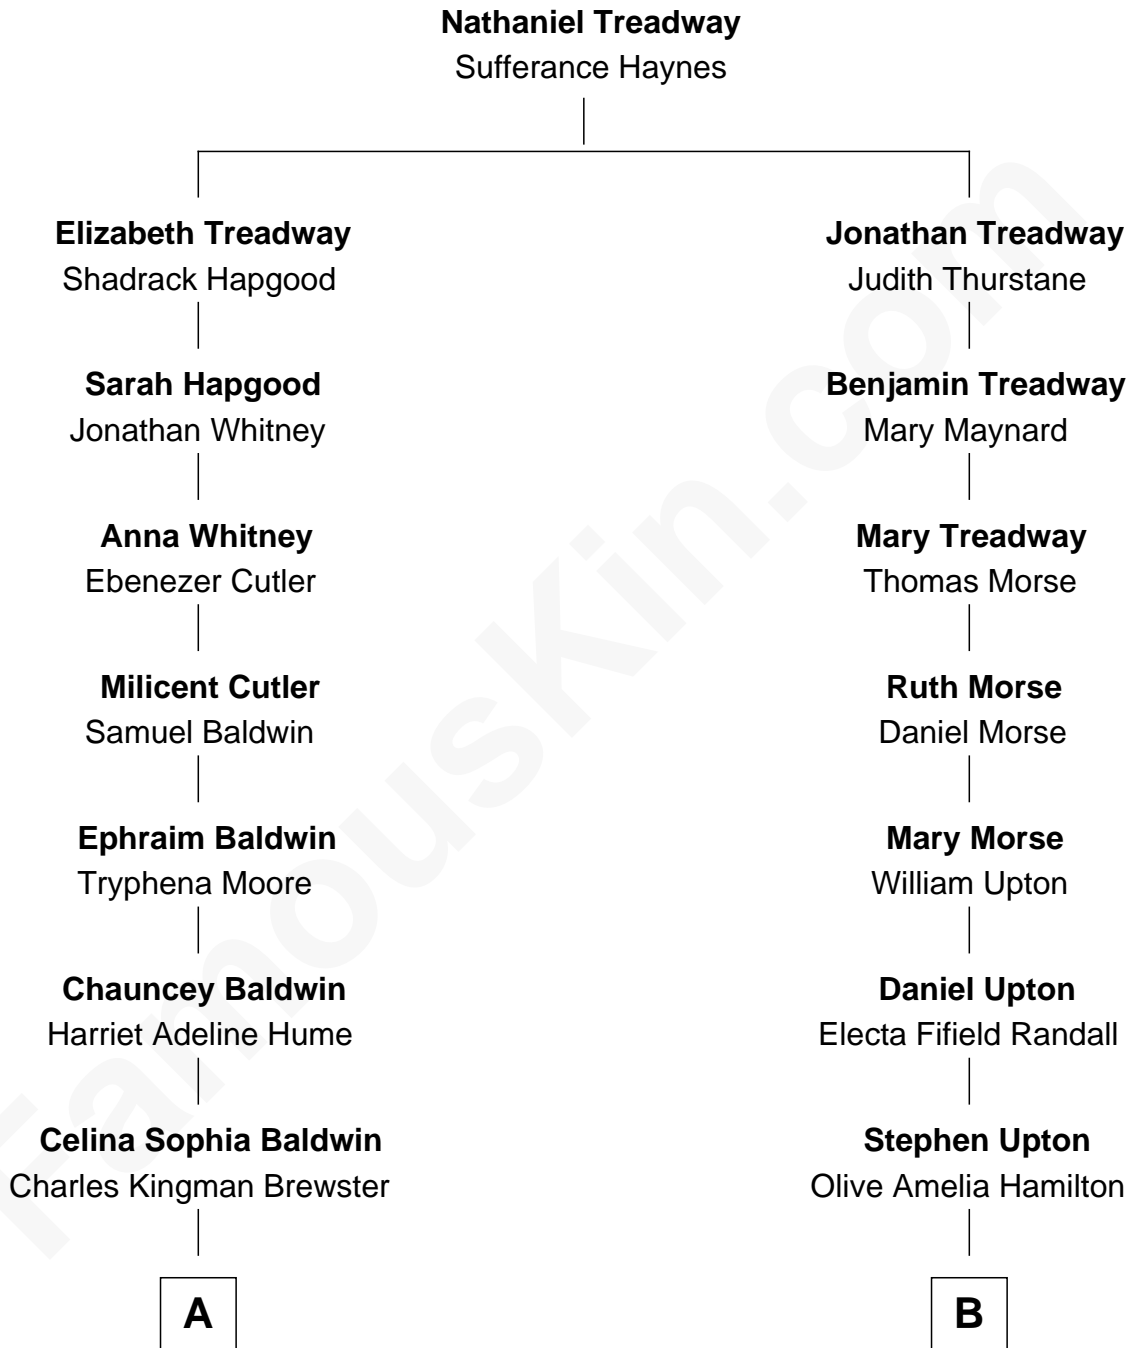 Nathaniel Treadway
Sufferance Haynes
Elizabeth Treadway
Shadrack Hapgood
Jonathan Treadway
Judith Thurstane
Sarah Hapgood
Jonathan Whitney
Benjamin Treadway
Mary Maynard
Anna Whitney
Ebenezer Cutler
Mary Treadway
Thomas Morse
Milicent Cutler
Samuel Baldwin
Ruth Morse
Daniel Morse
Ephraim Baldwin
Tryphena Moore
Mary Morse
William Upton
Chauncey Baldwin
Harriet Adeline Hume
Daniel Upton
Electa Fifield Randall
Celina Sophia Baldwin
Charles Kingman Brewster
Stephen Upton
Olive Amelia Hamilton
A
B
FamousKin.com